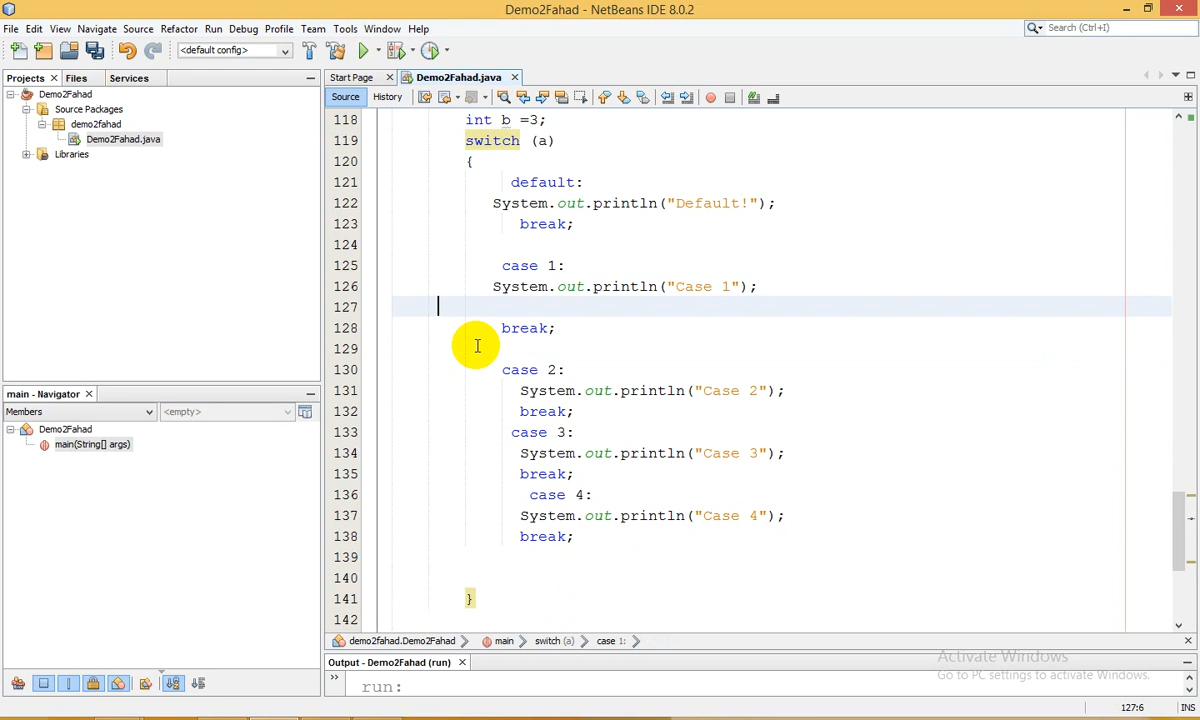 Demo2Fahad - NetBeans IDE 8.0.2
File Edit View Navigate Source Refactor Run Debug Profile Team Tools Window Help
Search (Ctrl+I)
<default config>
Projects Files Services
Start Page Demo2Fahad.java
Source History
Demo2Fahad
Source Packages
demo2fahad
Demo2Fahad.java
Libraries
118 int b =3;
119 switch (a)
120 {
121 default:
122 System.out.println("Default!");
123 break;
124
125 case 1:
126 System.out.println("Case 1");
127
128 break;
129
130 case 2:
131 System.out.println("Case 2");
132 break;
133 case 3:
134 System.out.println("Case 3");
135 break;
136 case 4:
137 System.out.println("Case 4");
138 break;
139
140
141 }
142
main - Navigator
Members <empty>
Demo2Fahad
main(String[] args)
demo2fahad.Demo2Fahad main switch (a) case 1:
Output - Demo2Fahad (run)
run:
Activate Windows
Go to PC settings to activate Windows.
127:6 INS